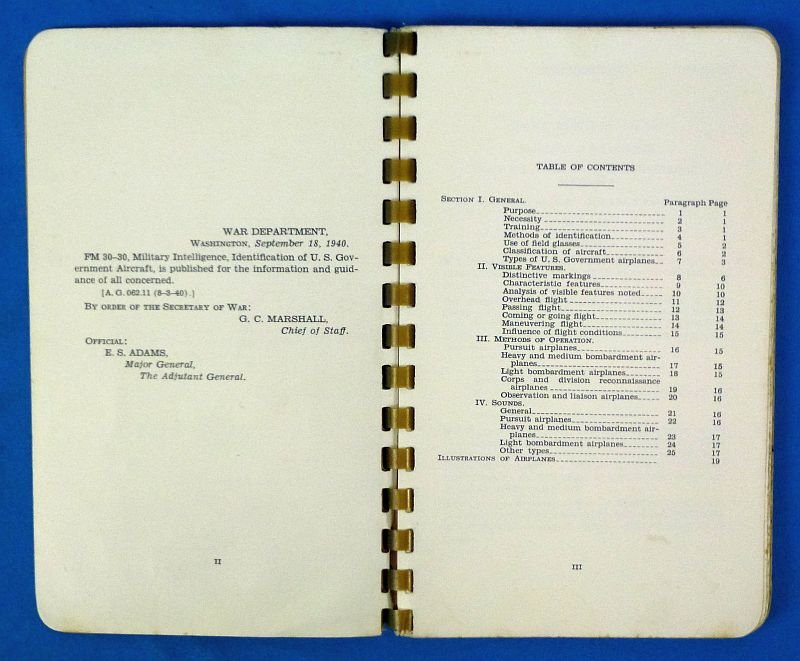 WAR DEPARTMENT,
WASHINGTON, September 18, 1940.
FM 30–30, Military Intelligence, Identification of U. S. Gov-
ernment Aircraft, is published for the information and guid-
ance of all concerned.
[A. G. 062.11 (8–3–40).]
BY ORDER OF THE SECRETARY OF WAR:
G. C. MARSHALL,
Chief of Staff.
OFFICIAL:
E. S. ADAMS,
Major General,
The Adjutant General.
II
TABLE OF CONTENTS
Paragraph Page
SECTION I. GENERAL.
Purpose 1 1
Necessity 2 1
Training 3 1
Methods of identification 4 1
Use of field glasses 5 2
Classification of aircraft 6 2
Types of U. S. Government airplanes 7 3
II. VISIBLE FEATURES.
Distinctive markings 8 6
Characteristic features 9 10
Analysis of visible features noted 10 10
Overhead flight 11 12
Passing flight 12 13
Coming or going flight 13 14
Maneuvering flight 14 14
Influence of flight conditions 15 15
III. METHODS OF OPERATION.
Pursuit airplanes 16 15
Heavy and medium bombardment air-
planes 17 15
Light bombardment airplanes 18 15
Corps and division reconnaissance
airplanes 19 16
Observation and liaison airplanes 20 16
IV. SOUNDS.
General 21 16
Pursuit airplanes 22 16
Heavy and medium bombardment air-
planes 23 17
Light bombardment airplanes 24 17
Other types 25 17
ILLUSTRATIONS OF AIRPLANES 19
III